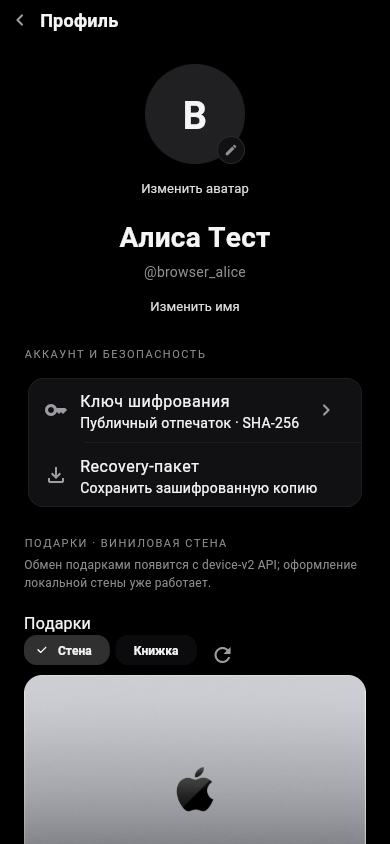 Профиль
B
Изменить аватар
Алиса Тест
@browser_alice
Изменить имя
АККАУНТ И БЕЗОПАСНОСТЬ
Ключ шифрования
Публичный отпечаток · SHA-256
Recovery-пакет
Сохранить зашифрованную копию
ПОДАРКИ · ВИНИЛОВАЯ СТЕНА
Обмен подарками появится с device-v2 API; оформление
локальной стены уже работает.
Подарки
Стена Книжка